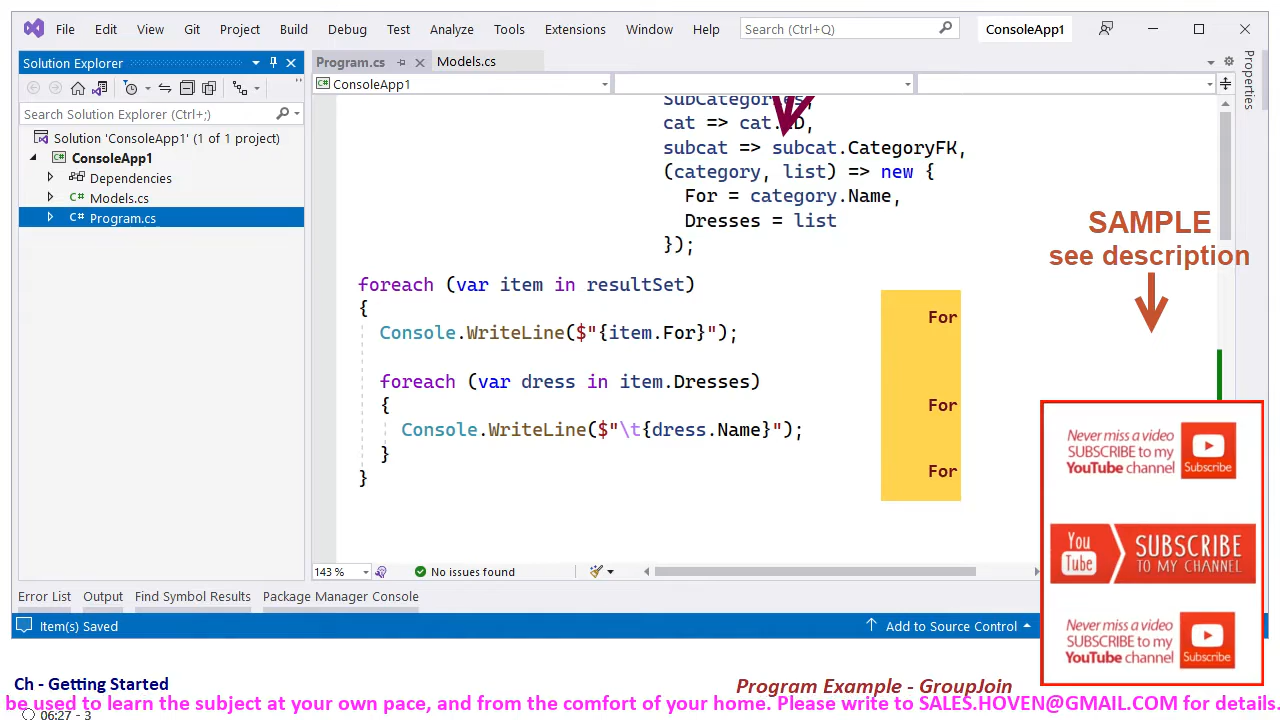 File Edit View Git Project Build Debug Test Analyze Tools Extensions Window Help Search (Ctrl+Q) ConsoleApp1
Solution Explorer
Program.cs Models.cs
Properties
ConsoleApp1
Search Solution Explorer (Ctrl+;)
Solution 'ConsoleApp1' (1 of 1 project)
ConsoleApp1
Dependencies
Models.cs
Program.cs
SubCategories,
cat => cat.ID,
subcat => subcat.CategoryFK,
(category, list) => new {
For = category.Name,
Dresses = list
});
foreach (var item in resultSet)
{
Console.WriteLine($"{item.For}");
foreach (var dress in item.Dresses)
{
Console.WriteLine($"\t{dress.Name}");
}
}
For
For
For
SAMPLE
see description
Never miss a video
SUBSCRIBE to my
YouTube channel
Subscribe
You
Tube
SUBSCRIBE
TO MY CHANNEL
Never miss a video
SUBSCRIBE to my
YouTube channel
Subscribe
143 % No issues found
Error List Output Find Symbol Results Package Manager Console
Item(s) Saved Add to Source Control
Ch - Getting Started
Program Example - GroupJoin
be used to learn the subject at your own pace, and from the comfort of your home. Please write to SALES.HOVEN@GMAIL.COM for details.
06:27 - 3